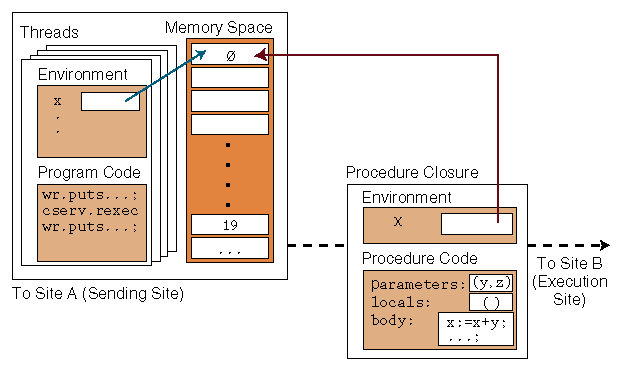 Threads
Memory Space
Environment
x
.
.
Program Code
wr.puts...;
cserv.rexec
wr.puts...;
Ø
19
...
To Site A (Sending Site)
Procedure Closure
Environment
X
Procedure Code
parameters: (y,z)
locals: ( )
body: x:=x+y;
...;
To Site B
(Execution
Site)